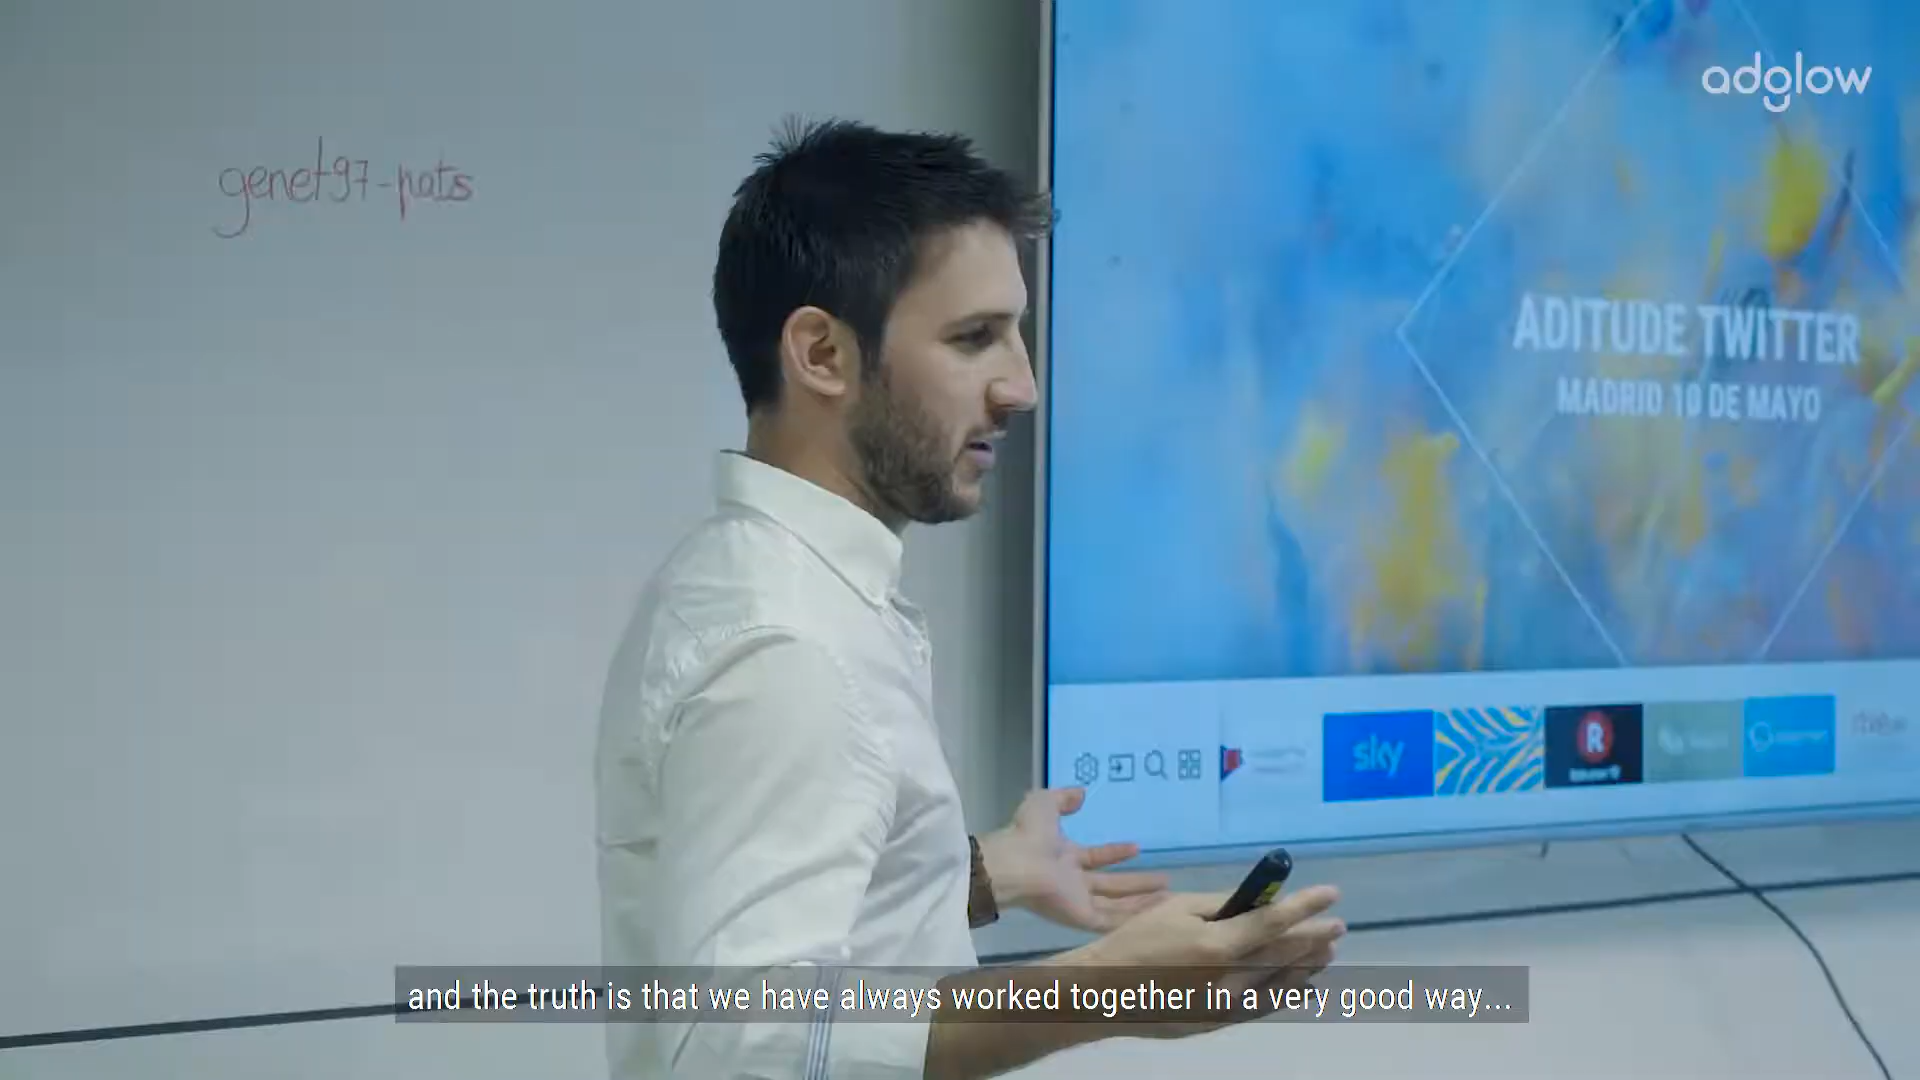 adglow
genet97-pats
ADITUDE TWITTER
MADRID 10 DE MAYO
sky
R
and the truth is that we have always worked together in a very good way...